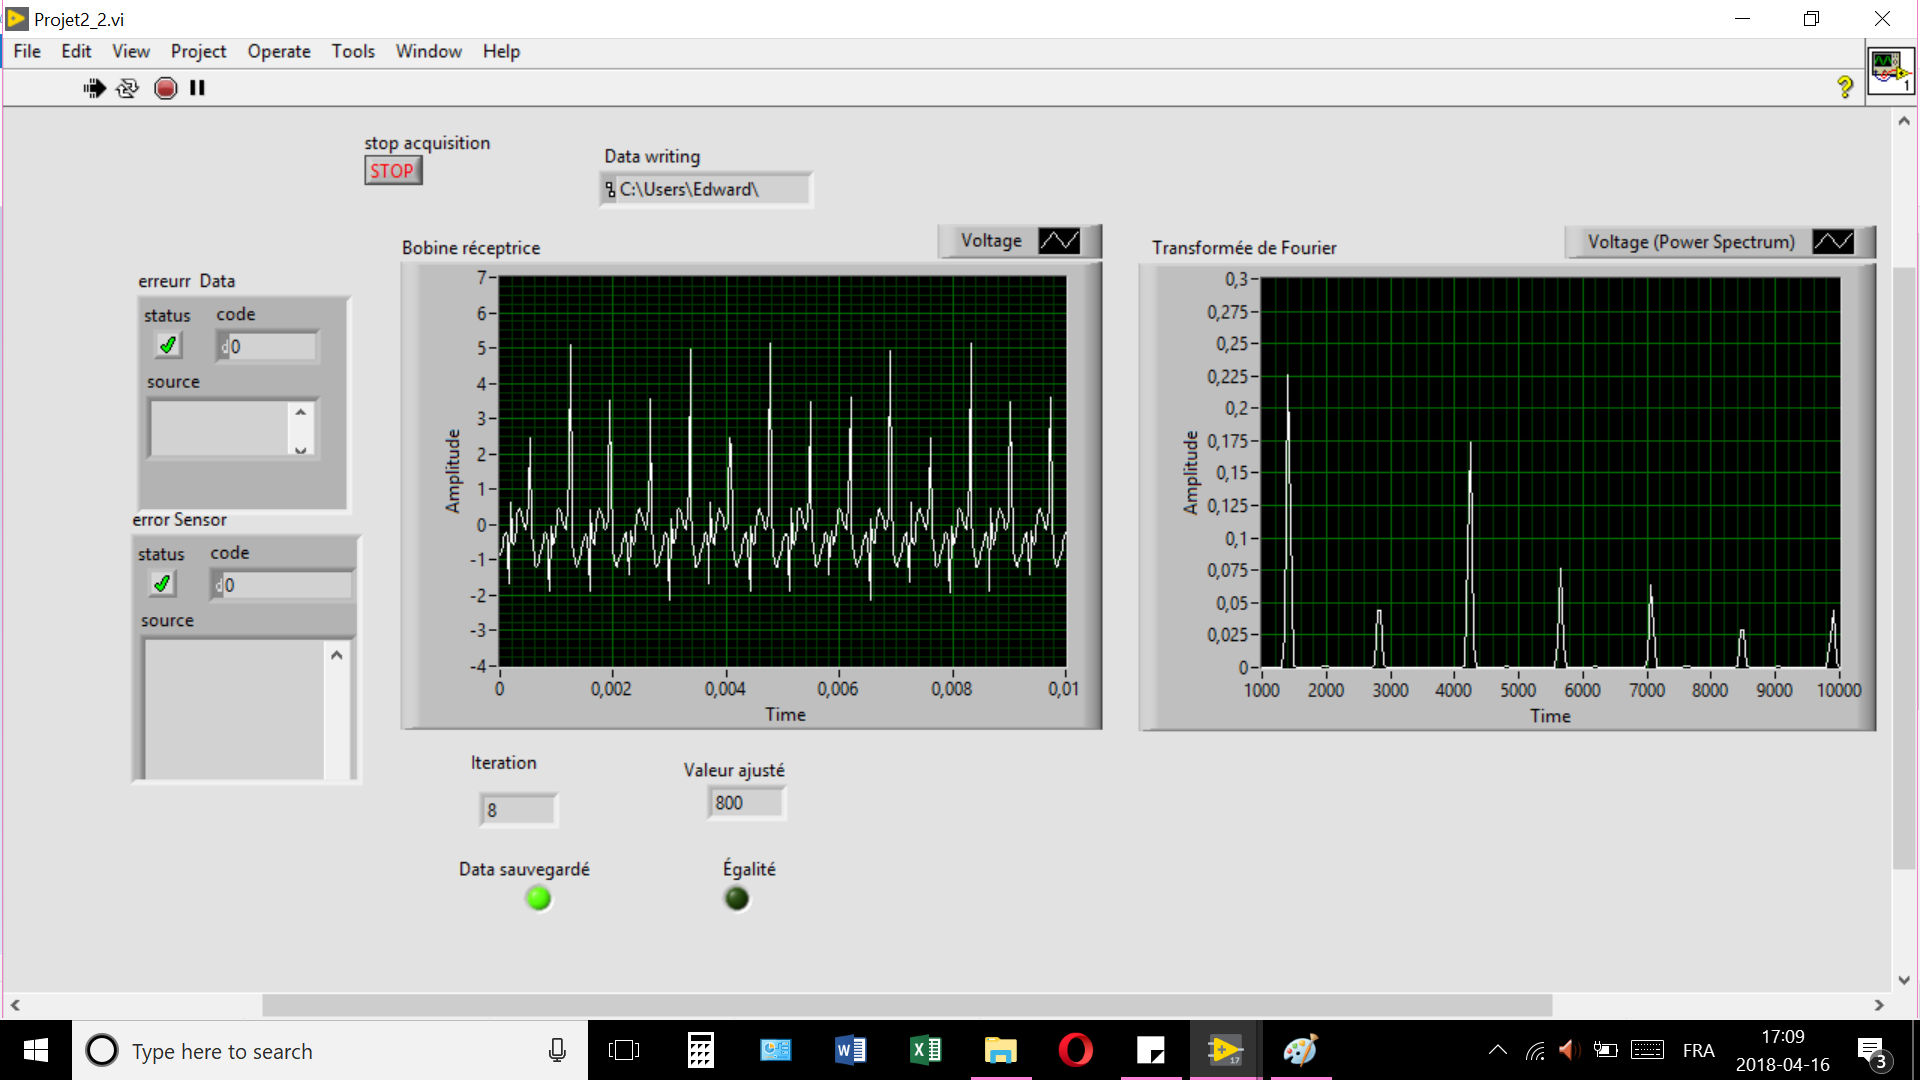 Projet2_2.vi
File Edit View Project Operate Tools Window Help
1
stop acquisition
STOP
Data writing
C:\Users\Edward\
erreurr Data
status code
d0
source
error Sensor
status code
d0
source
Bobine réceptrice
Voltage
7
6
5
4
3
2
1
0
-1
-2
-3
-4
Amplitude
0 0,002 0,004 0,006 0,008 0,01
Time
Transformée de Fourier
Voltage (Power Spectrum)
0,3
0,275
0,25
0,225
0,2
0,175
0,15
0,125
0,1
0,075
0,05
0,025
0
Amplitude
1000 2000 3000 4000 5000 6000 7000 8000 9000 10000
Time
Iteration
8
Valeur ajusté
800
Data sauvegardé
Égalité
Type here to search
17
FRA
17:09
2018-04-16
3